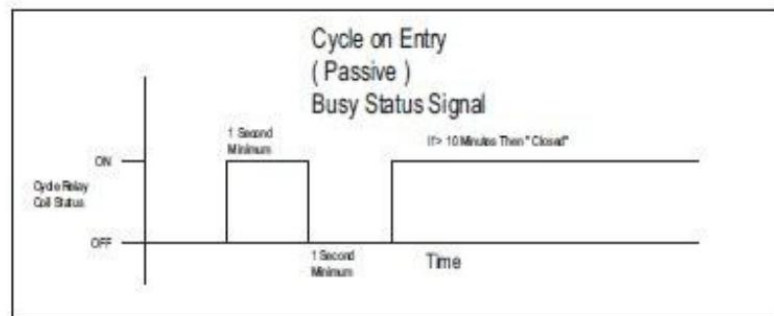 Cycle on Entry
( Passive )
Busy Status Signal
1 Second
Minimum
If> 10 Minutes Then "Closed"
ON
Cycle Relay
Coil Status
OFF
1 Second
Minimum
Time